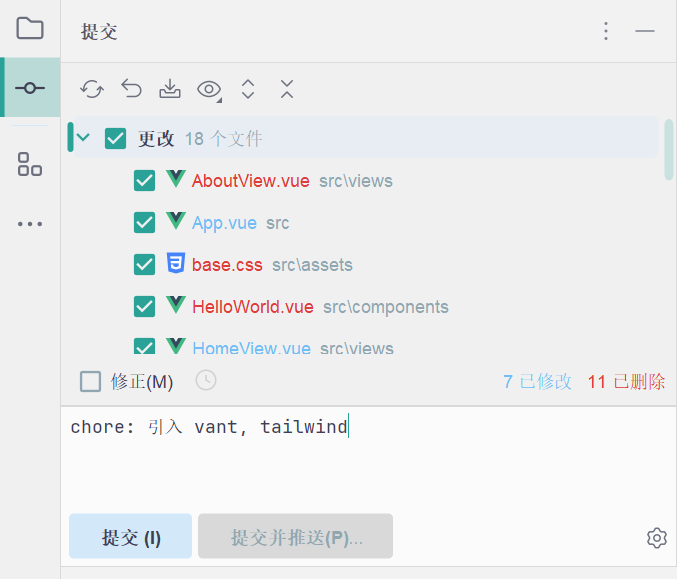 提交
更改 18 个文件
AboutView.vue src\views
App.vue src
base.css src\assets
HelloWorld.vue src\components
HomeView.vue src\views
修正(M)
7 已修改 11 已删除
chore: 引入 vant, tailwind
提交 (I)
提交并推送(P)...